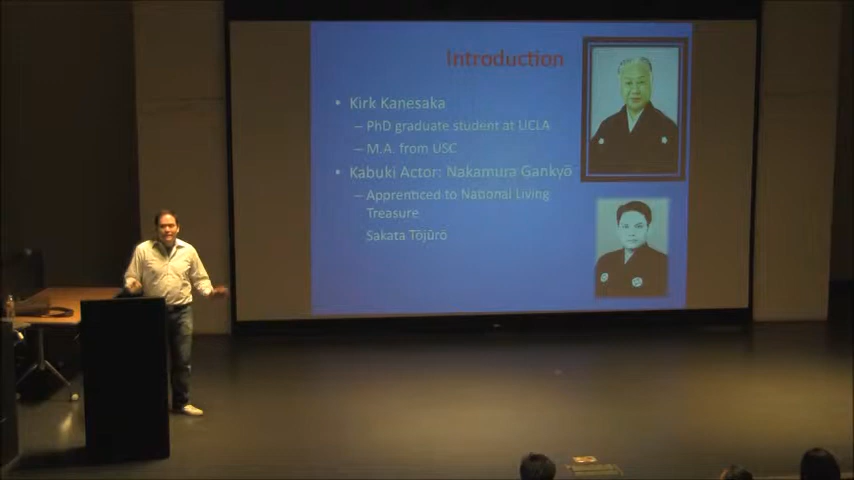 Introduction
• Kirk Kanesaka
– PhD graduate student at UCLA
– M.A. from USC
• Kabuki Actor: Nakamura Gankyō
– Apprenticed to National Living
Treasure
Sakata Tōjūrō